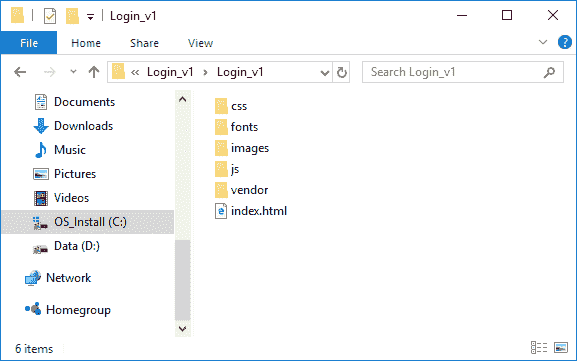 Login_v1
File Home Share View
« Login_v1 › Login_v1 Search Login_v1
Documents
Downloads
Music
Pictures
Videos
OS_Install (C:)
Data (D:)
Network
Homegroup
css
fonts
images
js
vendor
index.html
6 items